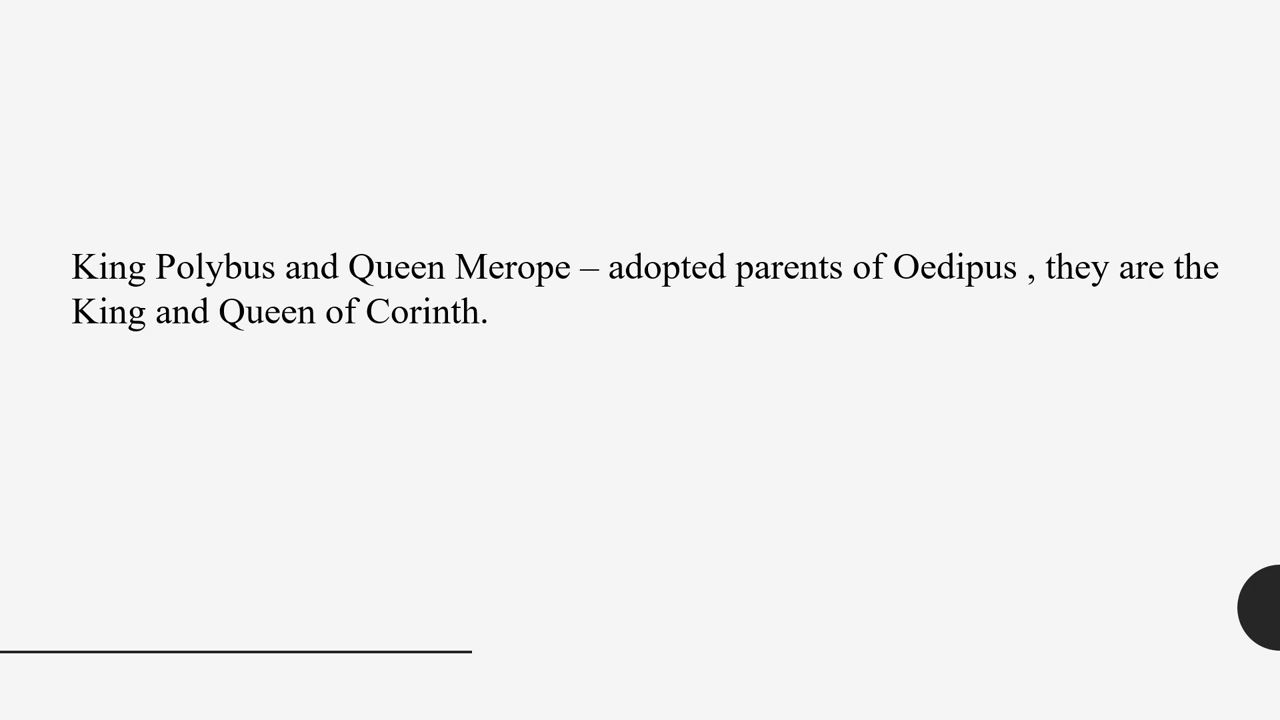 King Polybus and Queen Merope – adopted parents of Oedipus , they are the
King and Queen of Corinth.